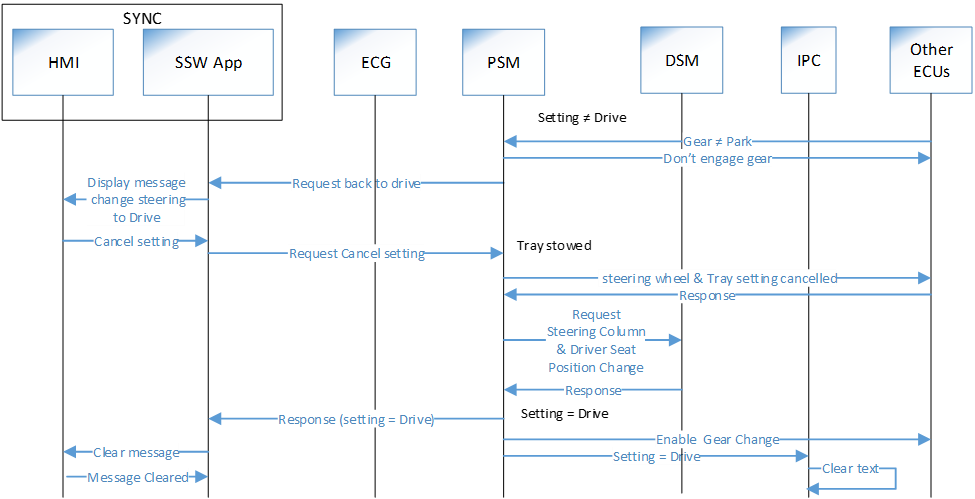 SYNC
HMI
SSW App
ECG
PSM
DSM
IPC
Other
ECUs
Setting ≠ Drive
Gear ≠ Park
Don't engage gear
Request back to drive
Display message
change steering
to Drive
Cancel setting
Request Cancel setting
Tray stowed
steering wheel & Tray setting cancelled
Response
Request
Steering Column
& Driver Seat
Position Change
Response
Response (setting = Drive)
Setting = Drive
Enable Gear Change
Clear message
Setting = Drive
Clear text
Message Cleared